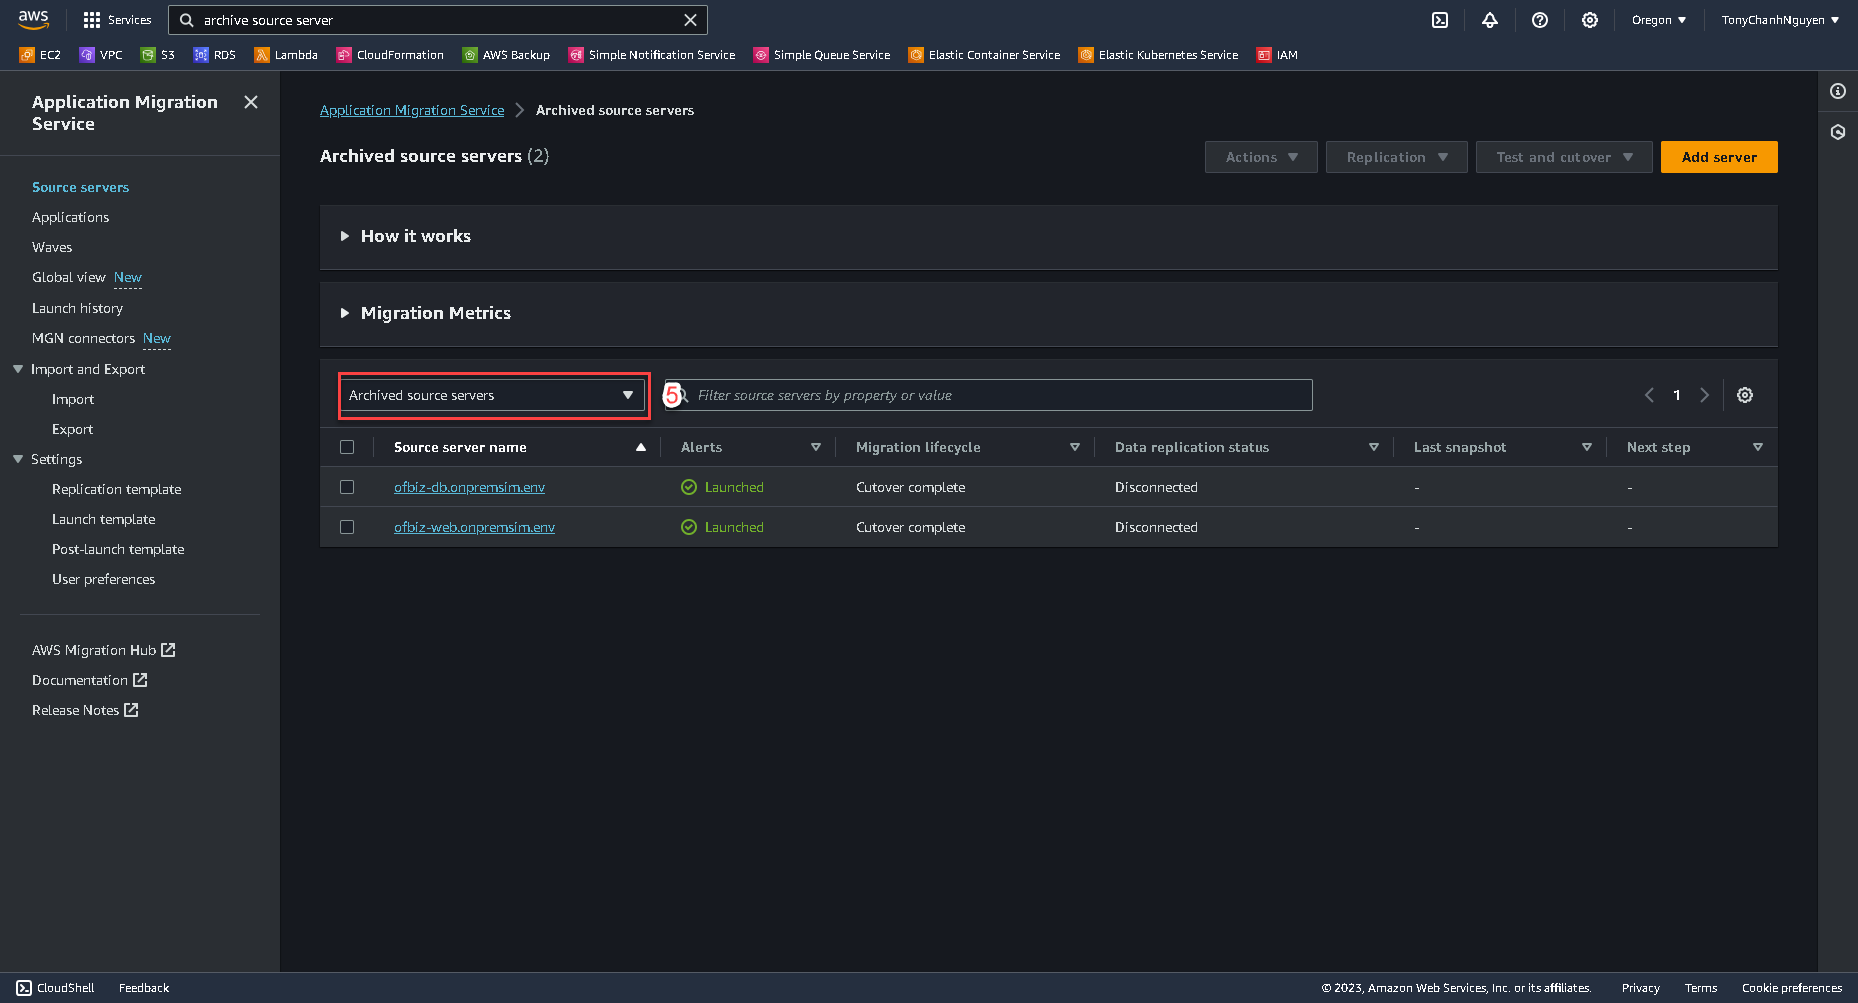 aws
Services
archive source server
Oregon
TonyChanhNguyen
EC2 VPC S3 RDS Lambda CloudFormation AWS Backup Simple Notification Service Simple Queue Service Elastic Container Service Elastic Kubernetes Service IAM
Application Migration
Service
Source servers
Applications
Waves
Global view New
Launch history
MGN connectors New
Import and Export
Import
Export
Settings
Replication template
Launch template
Post-launch template
User preferences
AWS Migration Hub
Documentation
Release Notes
Application Migration Service Archived source servers
Archived source servers (2)
Actions Replication Test and cutover Add server
How it works
Migration Metrics
Archived source servers 5 Filter source servers by property or value 1
Source server name Alerts Migration lifecycle Data replication status Last snapshot Next step
ofbiz-db.onpremsim.env Launched Cutover complete Disconnected - -
ofbiz-web.onpremsim.env Launched Cutover complete Disconnected - -
CloudShell Feedback © 2023, Amazon Web Services, Inc. or its affiliates. Privacy Terms Cookie preferences